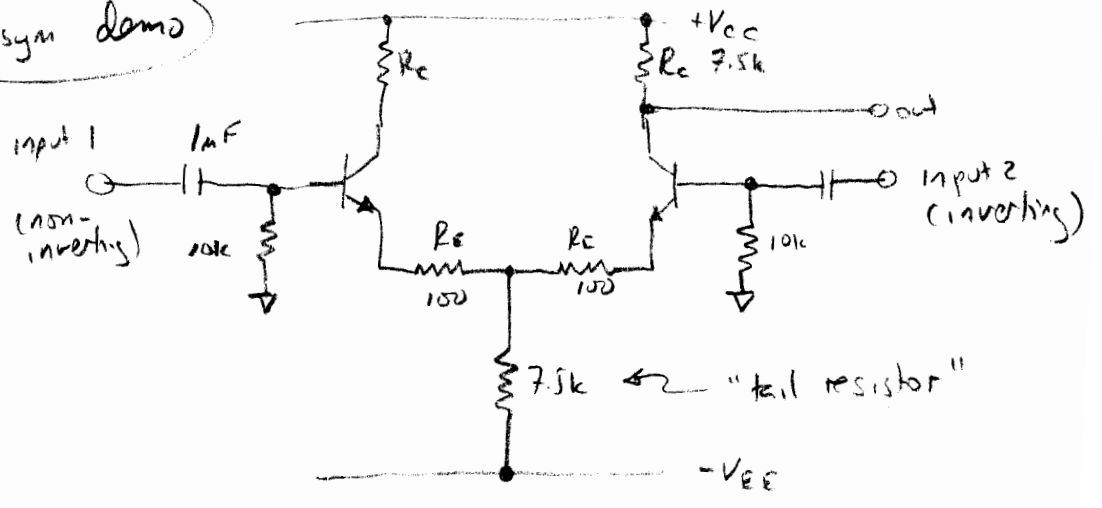 sym demo
+Vcc
Rc
Rc 7.5k
out
input 1
1µF
input 2
(inverting)
(non-
inverting)
10k
10k
RE
RE
100
100
7.5k
"tail resistor"
-VEE